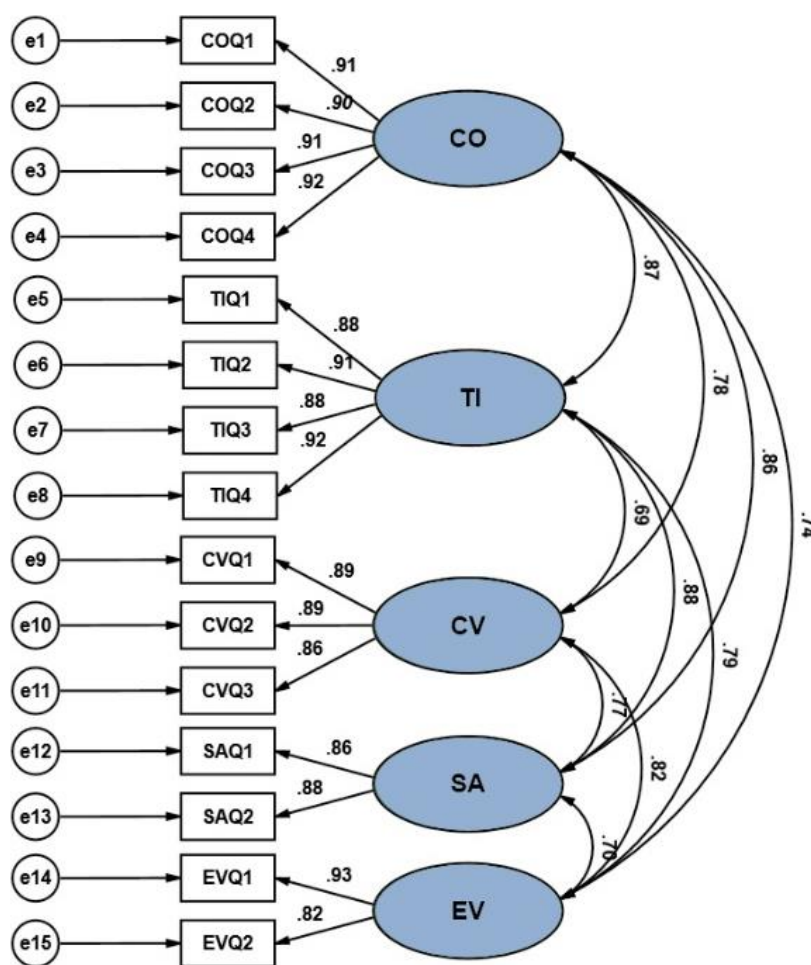 e1
COQ1
.91
e2
COQ2
.90
CO
e3
COQ3
.91
e4
COQ4
.92
.87
e5
TIQ1
.88
e6
TIQ2
.91
TI
.78
e7
TIQ3
.88
.86
e8
TIQ4
.92
.69
.74
e9
CVQ1
.89
.88
e10
CVQ2
.89
CV
.79
e11
CVQ3
.86
.77
e12
SAQ1
.86
.82
e13
SAQ2
.88
SA
e14
EVQ1
.93
EV
e15
EVQ2
.82